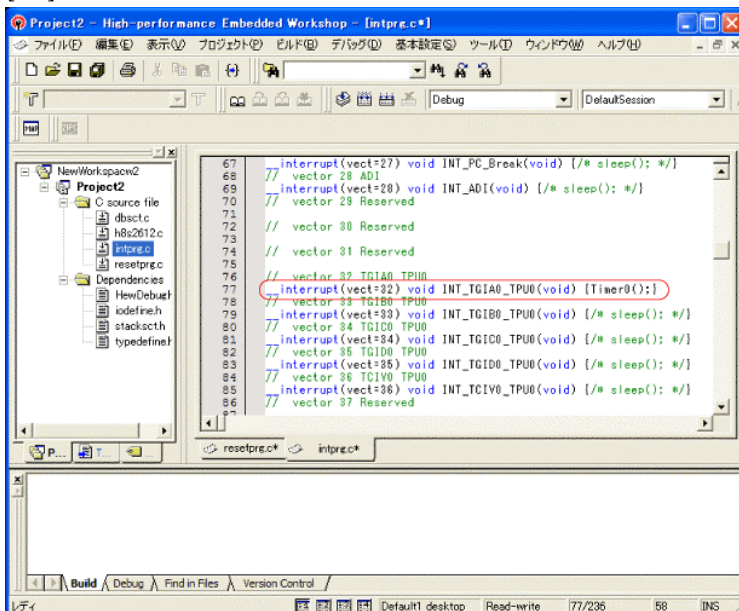 Project2 - High-performance Embedded Workshop - [intprg.c*]
ファイル(F) 編集(E) 表示(V) プロジェクト(P) ビルド(B) デバッグ(D) 基本設定(S) ツール(T) ウィンドウ(W) ヘルプ(H)
Debug DefaultSession
NewWorkspacw2
Project2
C source file
dbsct.c
h8s2612.c
intprg.c
resetprg.c
Dependencies
HewDebugH
iodefine.h
stacksct.h
typedefine.h
67 __interrupt(vect=27) void INT_PC_Break(void) {/* sleep(); */}
68 // vector 28 ADI
69 __interrupt(vect=28) void INT_ADI(void) {/* sleep(); */}
70 // vector 29 Reserved
71
72 // vector 30 Reserved
73
74 // vector 31 Reserved
75
76 // vector 32 TGIA0 TPU0
77 __interrupt(vect=32) void INT_TGIA0_TPU0(void) {Timer0();}
78 // vector 33 TGIB0 TPU0
79 __interrupt(vect=33) void INT_TGIB0_TPU0(void) {/* sleep(); */}
80 // vector 34 TGIC0 TPU0
81 __interrupt(vect=34) void INT_TGIC0_TPU0(void) {/* sleep(); */}
82 // vector 35 TGID0 TPU0
83 __interrupt(vect=35) void INT_TGID0_TPU0(void) {/* sleep(); */}
84 // vector 36 TCIV0 TPU0
85 __interrupt(vect=36) void INT_TCIV0_TPU0(void) {/* sleep(); */}
86 // vector 37 Reserved
87
P... T...
resetprg.c* intprg.c*
Build Debug Find in Files Version Control
レディ Default1 desktop Read-write 77/236 58 INS